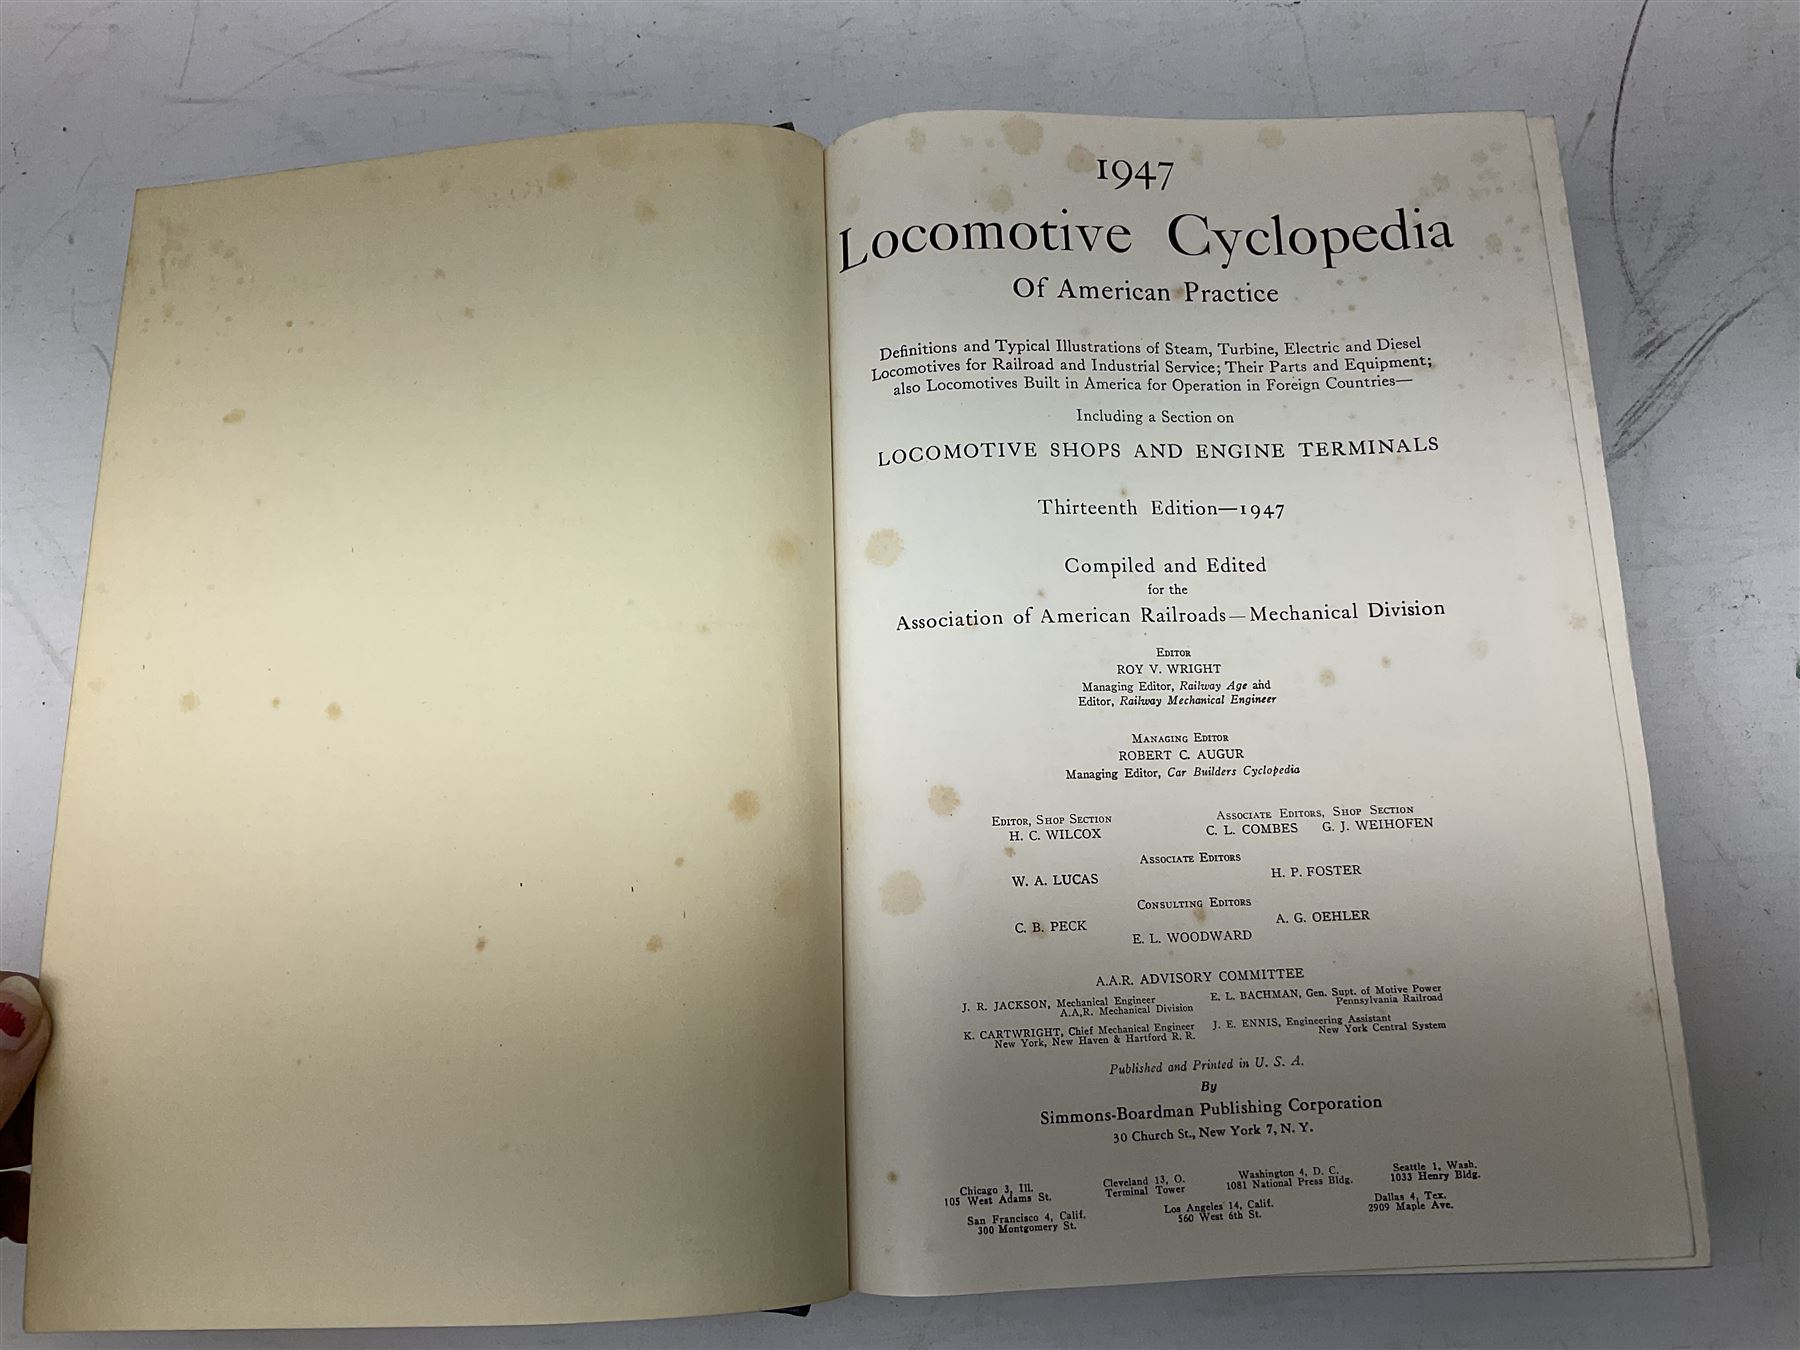 1947
Locomotive Cyclopedia
Of American Practice
Definitions and Typical Illustrations of Steam, Turbine, Electric and Diesel
Locomotives for Railroad and Industrial Service; Their Parts and Equipment;
also Locomotives Built in America for Operation in Foreign Countries—
Including a Section on
LOCOMOTIVE SHOPS AND ENGINE TERMINALS
Thirteenth Edition—1947
Compiled and Edited
for the
Association of American Railroads—Mechanical Division
EDITOR
ROY V. WRIGHT
Managing Editor, Railway Age and
Editor, Railway Mechanical Engineer
MANAGING EDITOR
ROBERT C. AUGUR
Managing Editor, Car Builders Cyclopedia
EDITOR, SHOP SECTION
H. C. WILCOX
ASSOCIATE EDITORS, SHOP SECTION
C. L. COMBES G. J. WEIHOFEN
ASSOCIATE EDITORS
W. A. LUCAS H. P. FOSTER
CONSULTING EDITORS
C. B. PECK A. G. OEHLER
E. L. WOODWARD
A.A.R. ADVISORY COMMITTEE
J. R. JACKSON, Mechanical Engineer
A.A.R. Mechanical Division
E. L. BACHMAN, Gen. Supt. of Motive Power
Pennsylvania Railroad
K. CARTWRIGHT, Chief Mechanical Engineer
New York, New Haven & Hartford R. R.
J. E. ENNIS, Engineering Assistant
New York Central System
Published and Printed in U. S. A.
By
Simmons-Boardman Publishing Corporation
30 Church St., New York 7, N. Y.
Chicago 3, Ill.
105 West Adams St.
Cleveland 13, O.
Terminal Tower
Washington 4, D. C.
1081 National Press Bldg.
Seattle 1, Wash.
1033 Henry Bldg.
San Francisco 4, Calif.
300 Montgomery St.
Los Angeles 14, Calif.
560 West 6th St.
Dallas 4, Tex.
2909 Maple Ave.